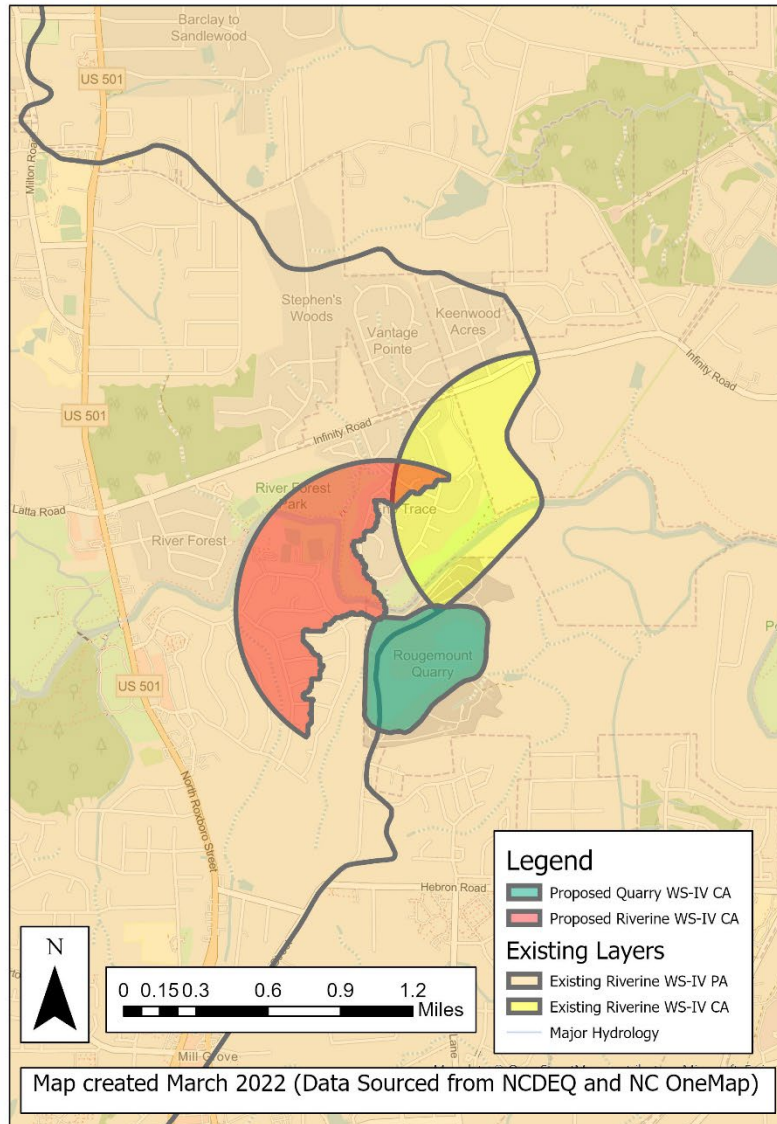 Barclay to
Sandlewood
US 501
Milton Road
Stephen's
Woods
Vantage
Pointe
Keenwood
Acres
Infinity Road
US 501
Infinity Road
Latta Road
River Forest
Park
Trace
River Forest
Rougemount
Quarry
US 501
North Roxboro Street
Hebron Road
Lane
Mill Grove
Legend
Proposed Quarry WS-IV CA
Proposed Riverine WS-IV CA
Existing Layers
Existing Riverine WS-IV PA
Existing Riverine WS-IV CA
Major Hydrology
N
0 0.15 0.3 0.6 0.9 1.2
Miles
Map created March 2022 (Data Sourced from NCDEQ and NC OneMap)